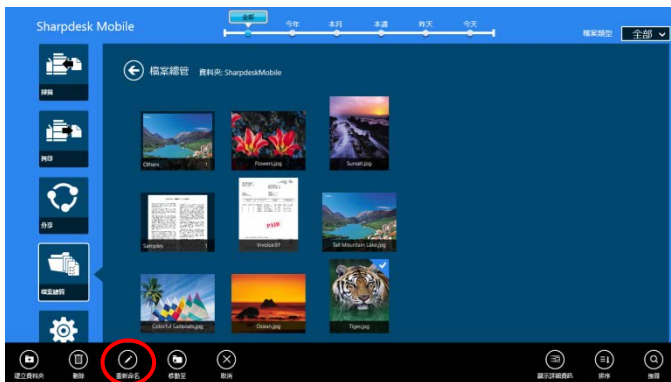 Sharpdesk Mobile
全部 今年 本月 本週 昨天 今天
檔案類型 全部
掃描
列印
分享
檔案總管
檔案總管 資料夾: SharpdeskMobile
Others 1
Flowers.jpg
Sunset.jpg
Samples 1
Invoice.tif
Tall Mountain Lake.jpg
Colorful Sailboats.jpg
Ocean.jpg
Tiger.jpg
建立資料夾 刪除 重新命名 移動至 取消 顯示詳細資訊 排序 搜尋